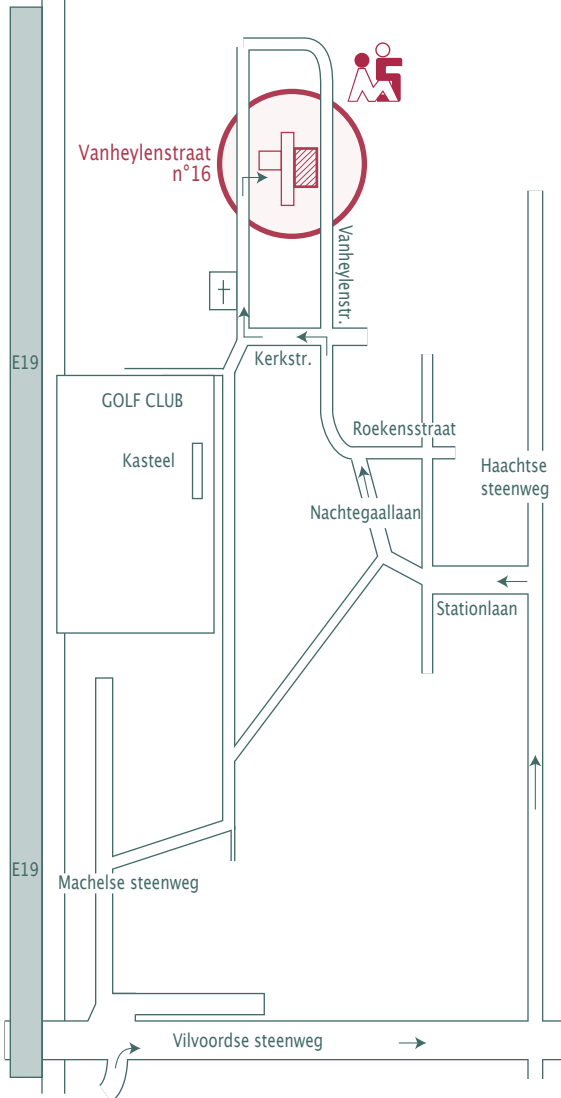 Vanheylenstraat
n°16
Vanheylenstr.
E19
Kerkstr.
GOLF CLUB
Roekensstraat
Kasteel
Haachtse
steenweg
Nachtegaallaan
Stationlaan
E19
Machelse steenweg
Vilvoordse steenweg